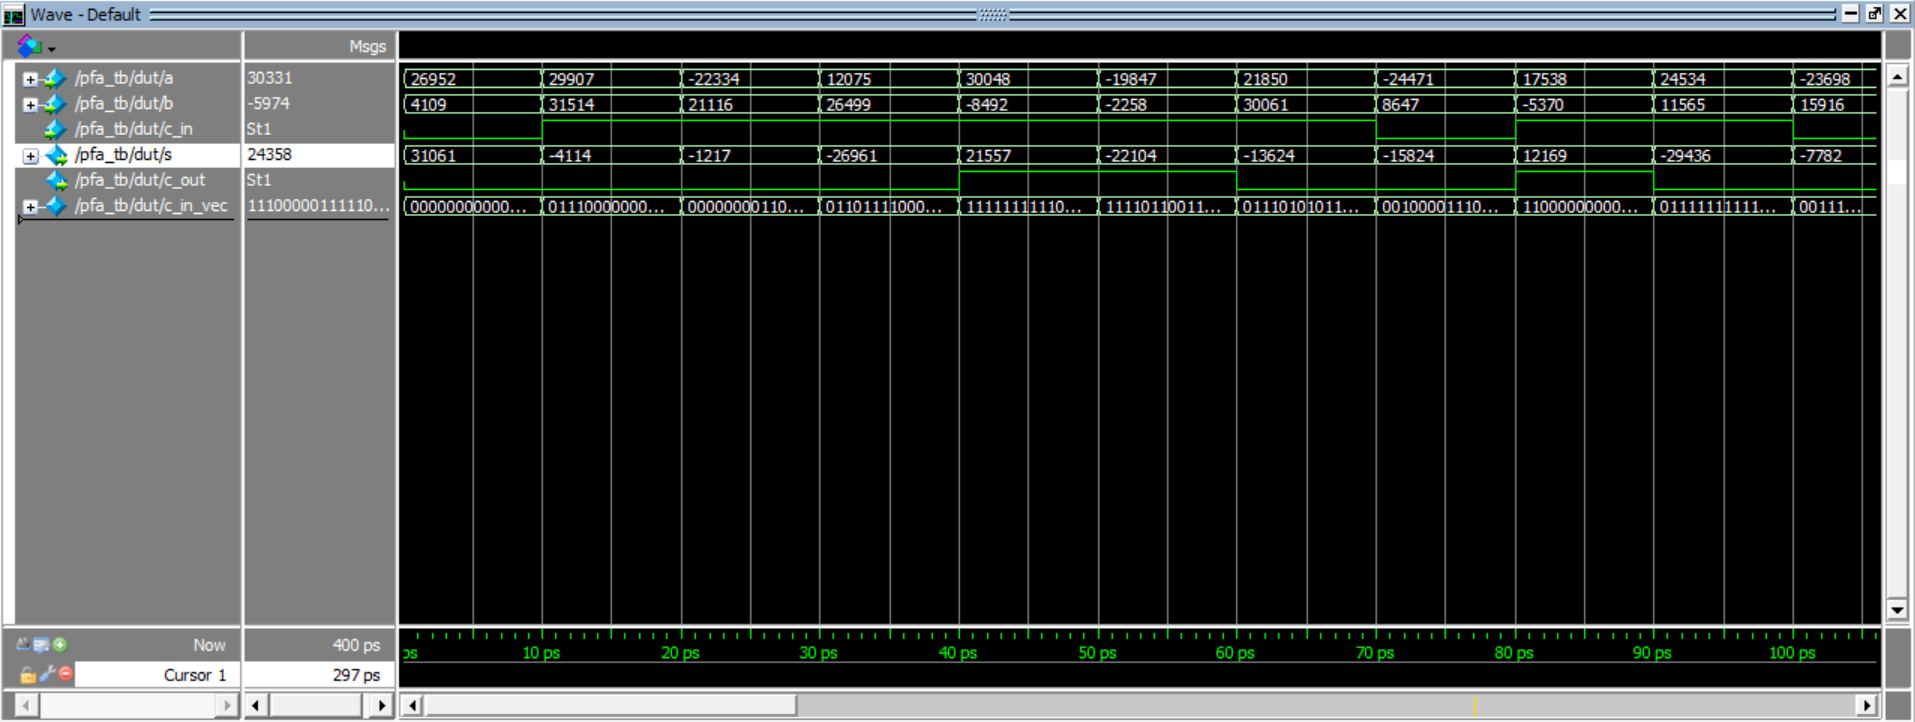 Wave - Default
Msgs
/pfa_tb/dut/a 30331 26952 29907 -22334 12075 30048 -19847 21850 -24471 17538 24534 -23698
/pfa_tb/dut/b -5974 4109 31514 21116 26499 -8492 -2258 30061 8647 -5370 11565 15916
/pfa_tb/dut/c_in St1
/pfa_tb/dut/s 24358 31061 -4114 -1217 -26961 21557 -22104 -13624 -15824 12169 -29436 -7782
/pfa_tb/dut/c_out St1
/pfa_tb/dut/c_in_vec 11100000111110... 00000000000... 01110000000... 00000000110... 01101111000... 11111111110... 11110110011... 01110101011... 00100001110... 11000000000... 01111111111... 00111...
Now 400 ps ps 10 ps 20 ps 30 ps 40 ps 50 ps 60 ps 70 ps 80 ps 90 ps 100 ps
Cursor 1 297 ps